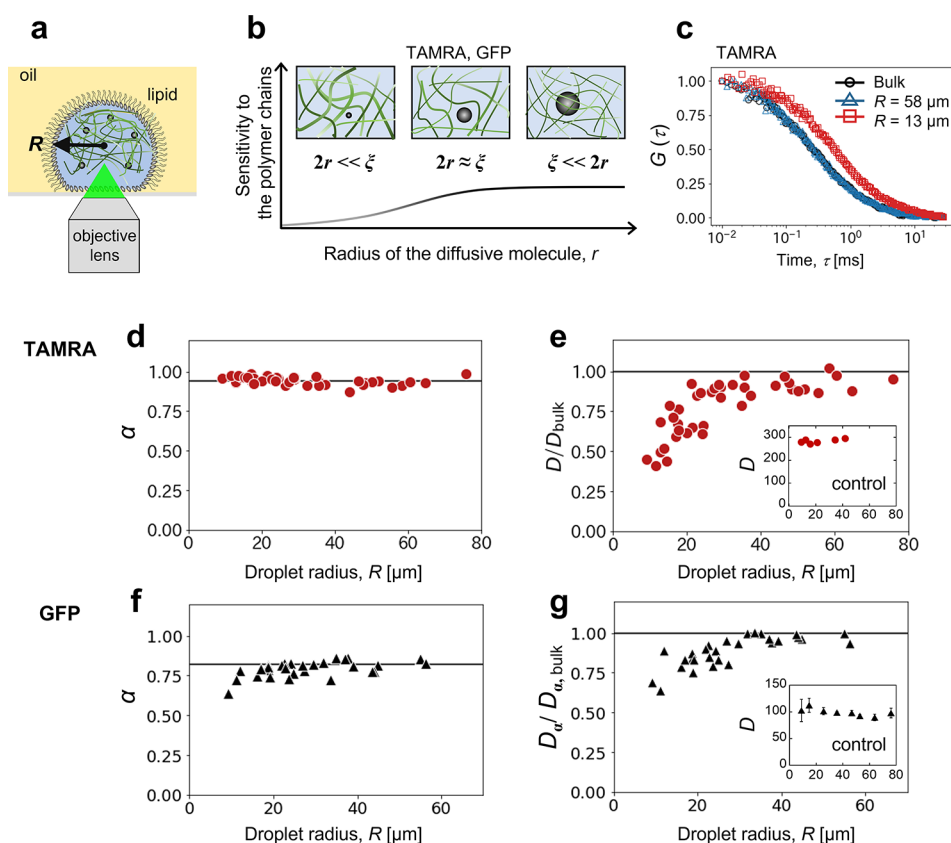 a
oil
lipid
R
objective
lens
b
TAMRA, GFP
Sensitivity to
the polymer chains
2r << ξ
2r ≈ ξ
ξ << 2r
Radius of the diffusive molecule, r
c
TAMRA
Bulk
R = 58 μm
R = 13 μm
G (τ)
1.00
0.75
0.50
0.25
0.00
10⁻² 10⁻¹ 10⁰ 10¹
Time, τ [ms]
TAMRA
d
α
1.00
0.75
0.50
0.25
0.00
0 20 40 60 80
Droplet radius, R [μm]
e
D/D bulk
1.00
0.75
0.50
0.25
0.00
0 20 40 60 80
Droplet radius, R [μm]
D
300
200
100
0
0 20 40 60 80
control
GFP
f
α
1.00
0.75
0.50
0.25
0.00
0 20 40 60
Droplet radius, R [μm]
g
Dα/ Dα, bulk
1.00
0.75
0.50
0.25
0.00
0 20 40 60
Droplet radius, R [μm]
D
150
100
50
0
0 20 40 60 80
control